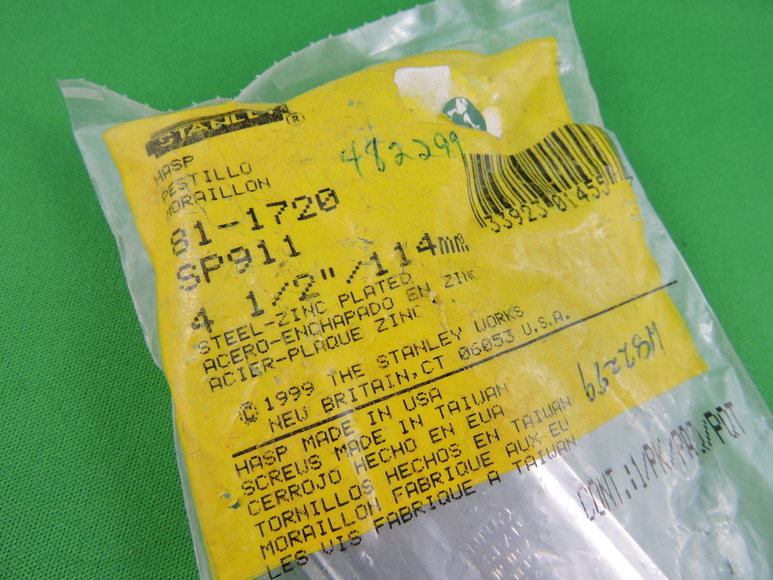 STANLEY®
482299
HASP
PESTILLO
MORAILLON
81-1720
SP911
4 1/2"/114mm
STEEL-ZINC PLATED
ACERO-ENCHAPADO EN ZINC
ACIER-PLAQUE ZINC
© 1999 THE STANLEY WORKS
NEW BRITAIN, CT 06053 U.S.A.
HASP MADE IN USA
SCREWS MADE IN TAIWAN
CERROJO HECHO EN EUA
TORNILLOS HECHOS EN TAIWAN
MORAILLON FABRIQUE AUX EU
LES VIS FABRIQUE A TAIWAN
482299
CONT.:1/PK/PAQ./PQT